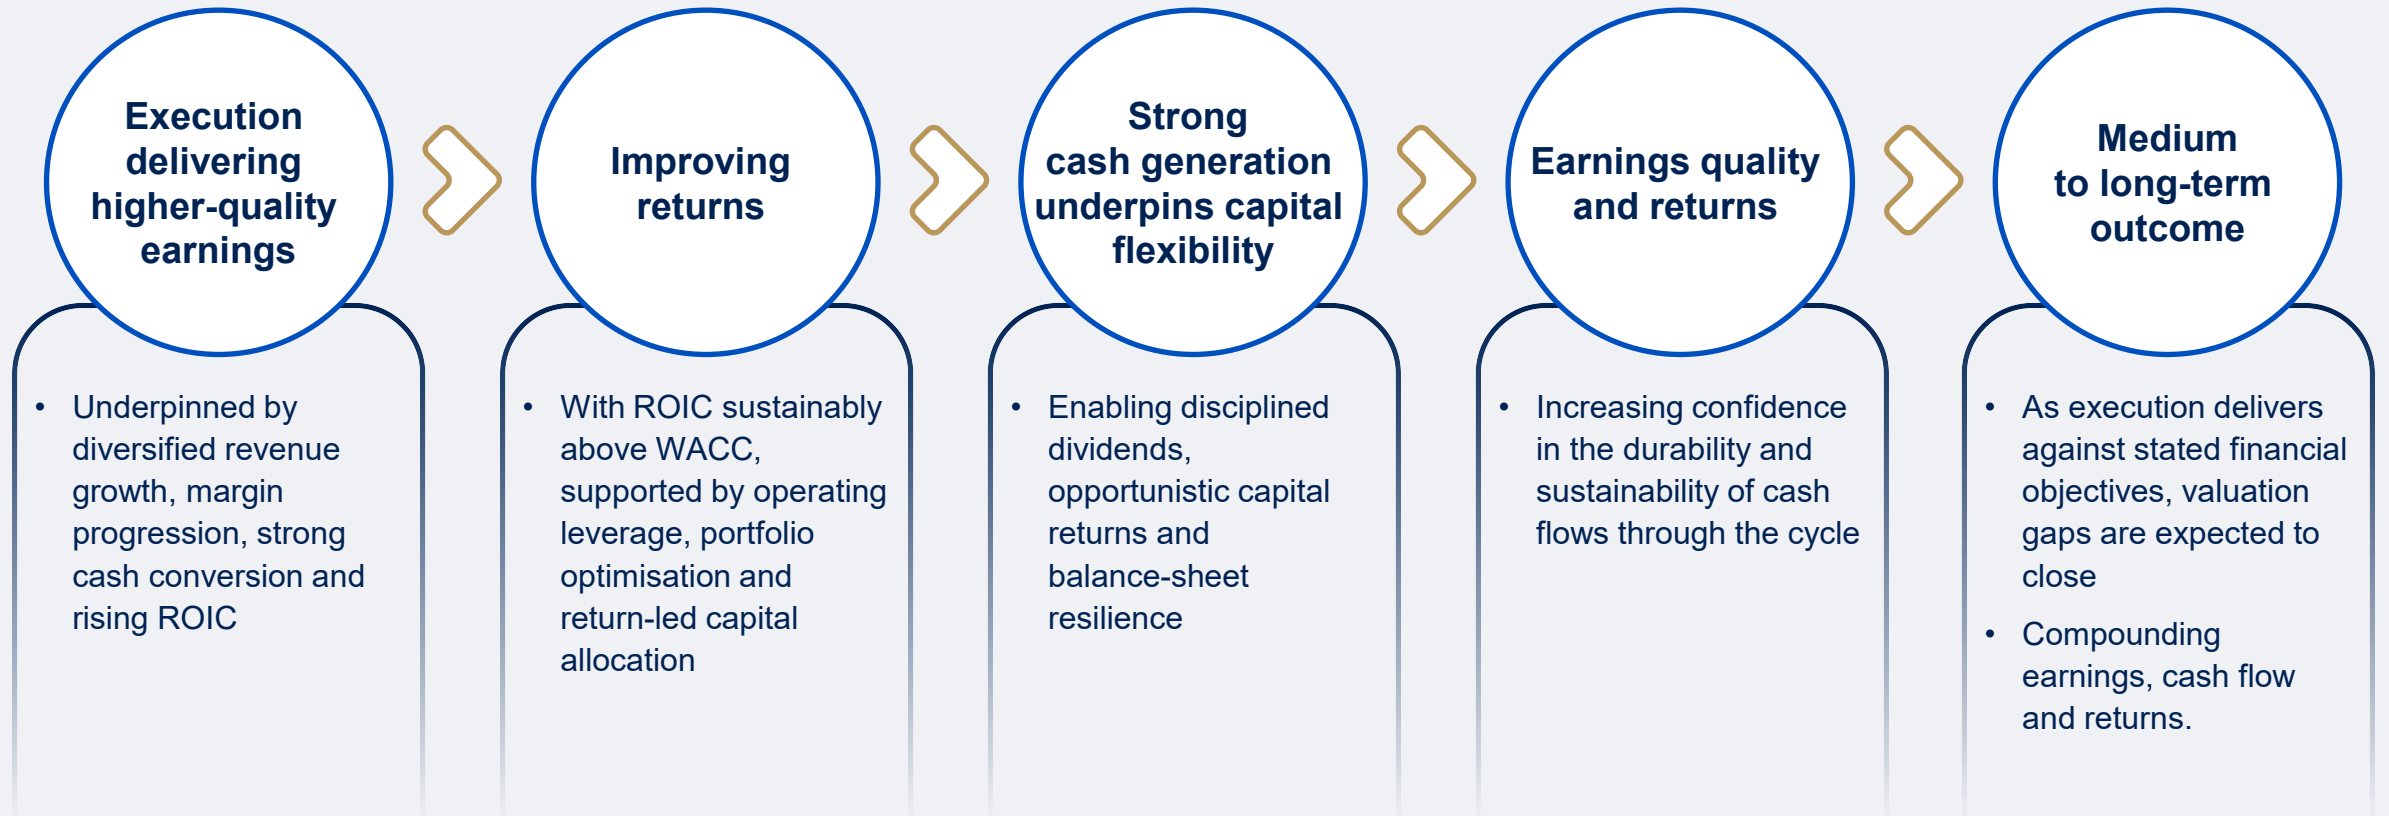 Execution
delivering
higher-quality
earnings
• Underpinned by
diversified revenue
growth, margin
progression, strong
cash conversion and
rising ROIC
Improving
returns
• With ROIC sustainably
above WACC,
supported by operating
leverage, portfolio
optimisation and
return-led capital
allocation
Strong
cash generation
underpins capital
flexibility
• Enabling disciplined
dividends,
opportunistic capital
returns and
balance-sheet
resilience
Earnings quality
and returns
• Increasing confidence
in the durability and
sustainability of cash
flows through the cycle
Medium
to long-term
outcome
• As execution delivers
against stated financial
objectives, valuation
gaps are expected to
close
• Compounding
earnings, cash flow
and returns.